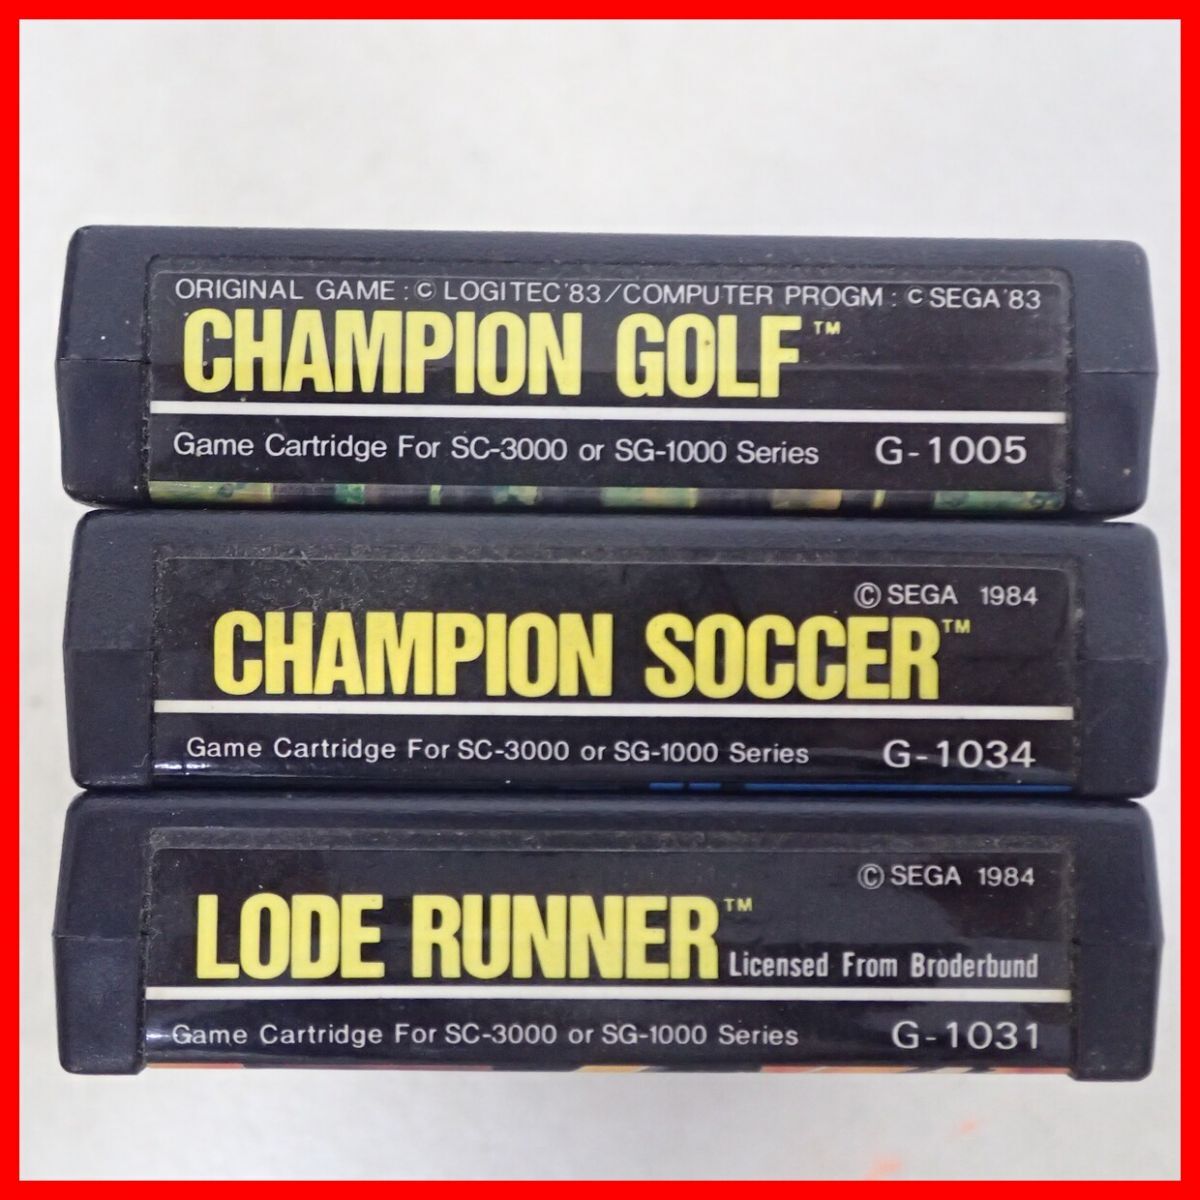 ORIGINAL GAME : © LOGITEC '83 / COMPUTER PROGM : © SEGA '83
CHAMPION GOLF™
Game Cartridge For SC-3000 or SG-1000 Series G-1005
© SEGA 1984
CHAMPION SOCCER™
Game Cartridge For SC-3000 or SG-1000 Series G-1034
© SEGA 1984
LODE RUNNER™ Licensed From Broderbund
Game Cartridge For SC-3000 or SG-1000 Series G-1031